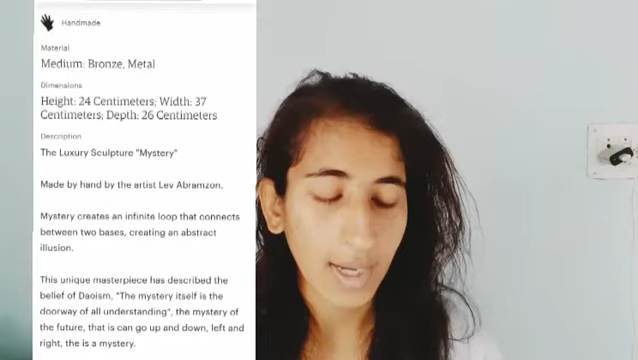 Handmade
Material
Medium: Bronze, Metal
Dimensions
Height: 24 Centimeters; Width: 37
Centimeters; Depth: 26 Centimeters
Description
The Luxury Sculpture "Mystery"
Made by hand by the artist Lev Abramzon.
Mystery creates an infinite loop that connects
between two bases, creating an abstract
illusion.
This unique masterpiece has described the
belief of Daoism, "The mystery itself is the
doorway of all understanding", the mystery of
the future, that is can go up and down, left and
right, the is a mystery.